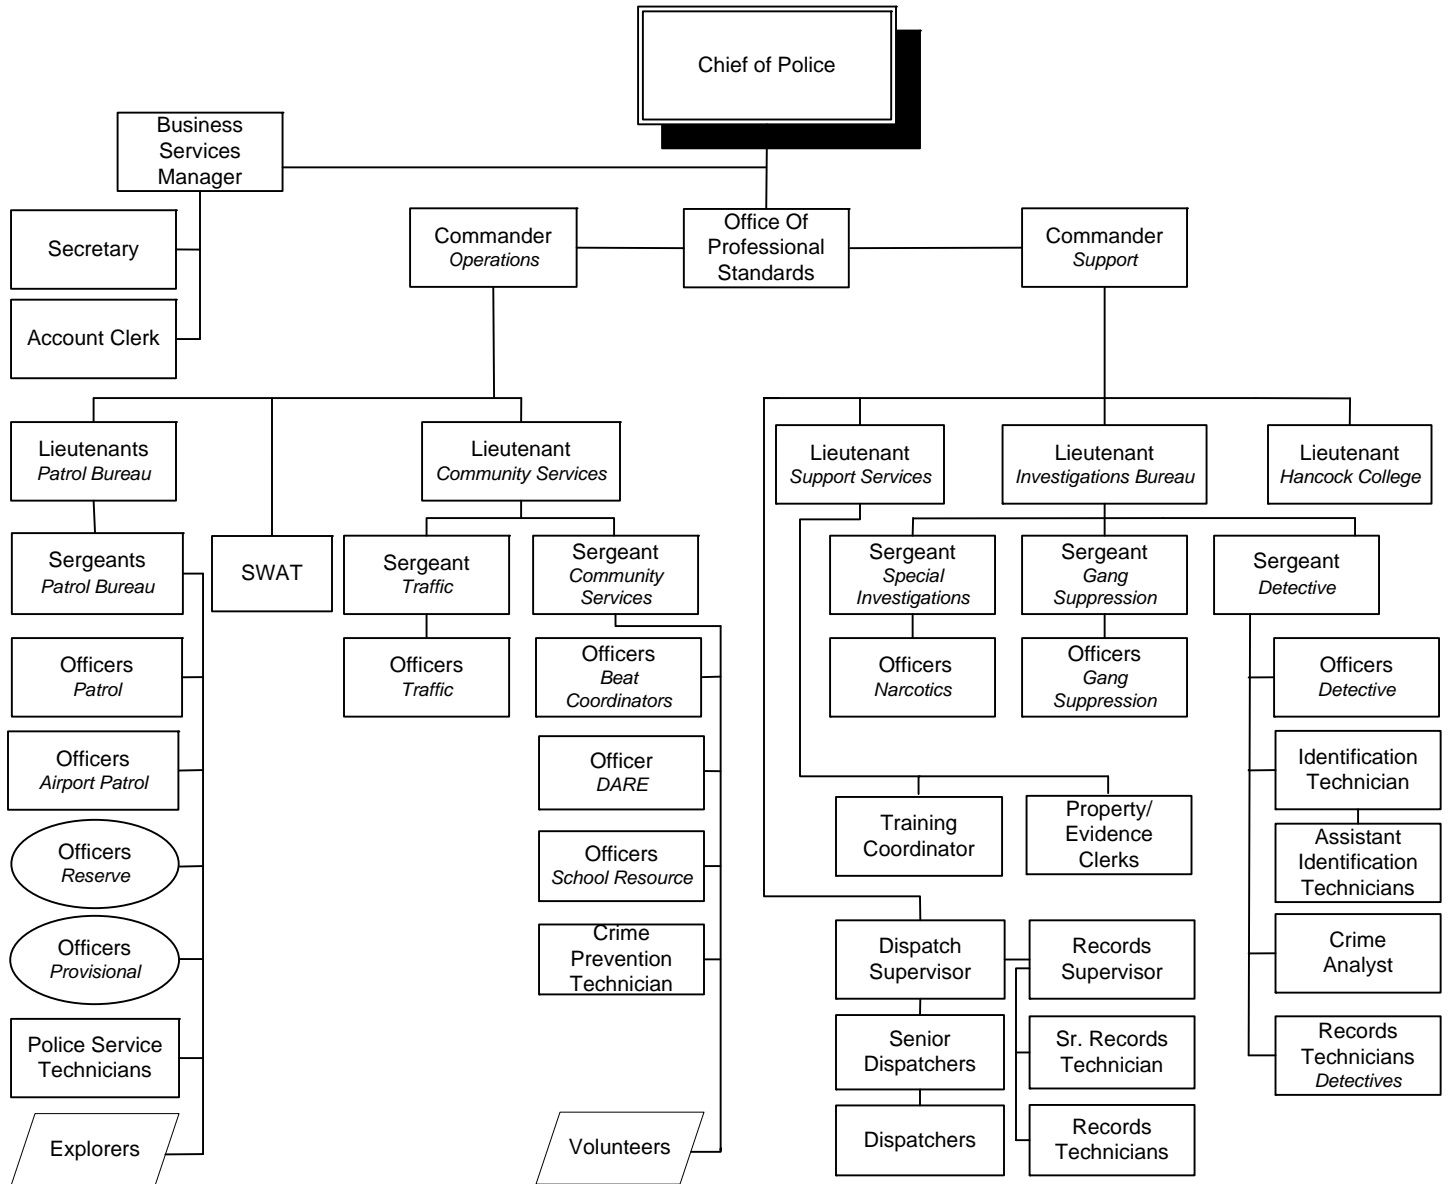 Chief of Police
Business
Services
Manager
Secretary
Account Clerk
Commander
Operations
Office Of
Professional
Standards
Commander
Support
Lieutenants
Patrol Bureau
Lieutenant
Community Services
Lieutenant
Support Services
Lieutenant
Investigations Bureau
Lieutenant
Hancock College
Sergeants
Patrol Bureau
SWAT
Sergeant
Traffic
Sergeant
Community
Services
Sergeant
Special
Investigations
Sergeant
Gang
Suppression
Sergeant
Detective
Officers
Patrol
Officers
Traffic
Officers
Beat
Coordinators
Officers
Narcotics
Officers
Gang
Suppression
Officers
Detective
Officers
Airport Patrol
Officer
DARE
Identification
Technician
Training
Coordinator
Property/
Evidence
Clerks
Assistant
Identification
Technicians
Officers
Reserve
Officers
School Resource
Officers
Provisional
Crime
Prevention
Technician
Dispatch
Supervisor
Records
Supervisor
Crime
Analyst
Police Service
Technicians
Senior
Dispatchers
Sr. Records
Technician
Records
Technicians
Detectives
Explorers
Volunteers
Dispatchers
Records
Technicians